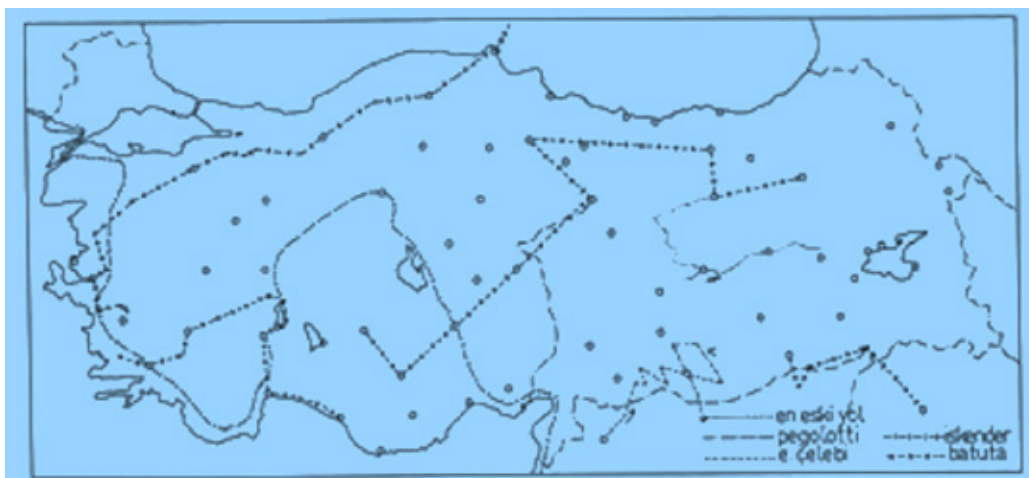 en eski yol
pegolotti iskender
e çelebi batuta